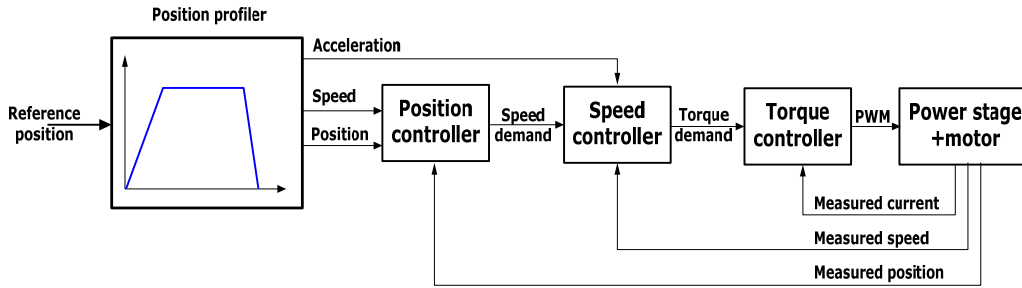 Position profiler
Acceleration
Reference
position
Speed
Position
Position
controller
Speed
demand
Speed
controller
Torque
demand
Torque
controller
PWM
Power stage
+motor
Measured current
Measured speed
Measured position